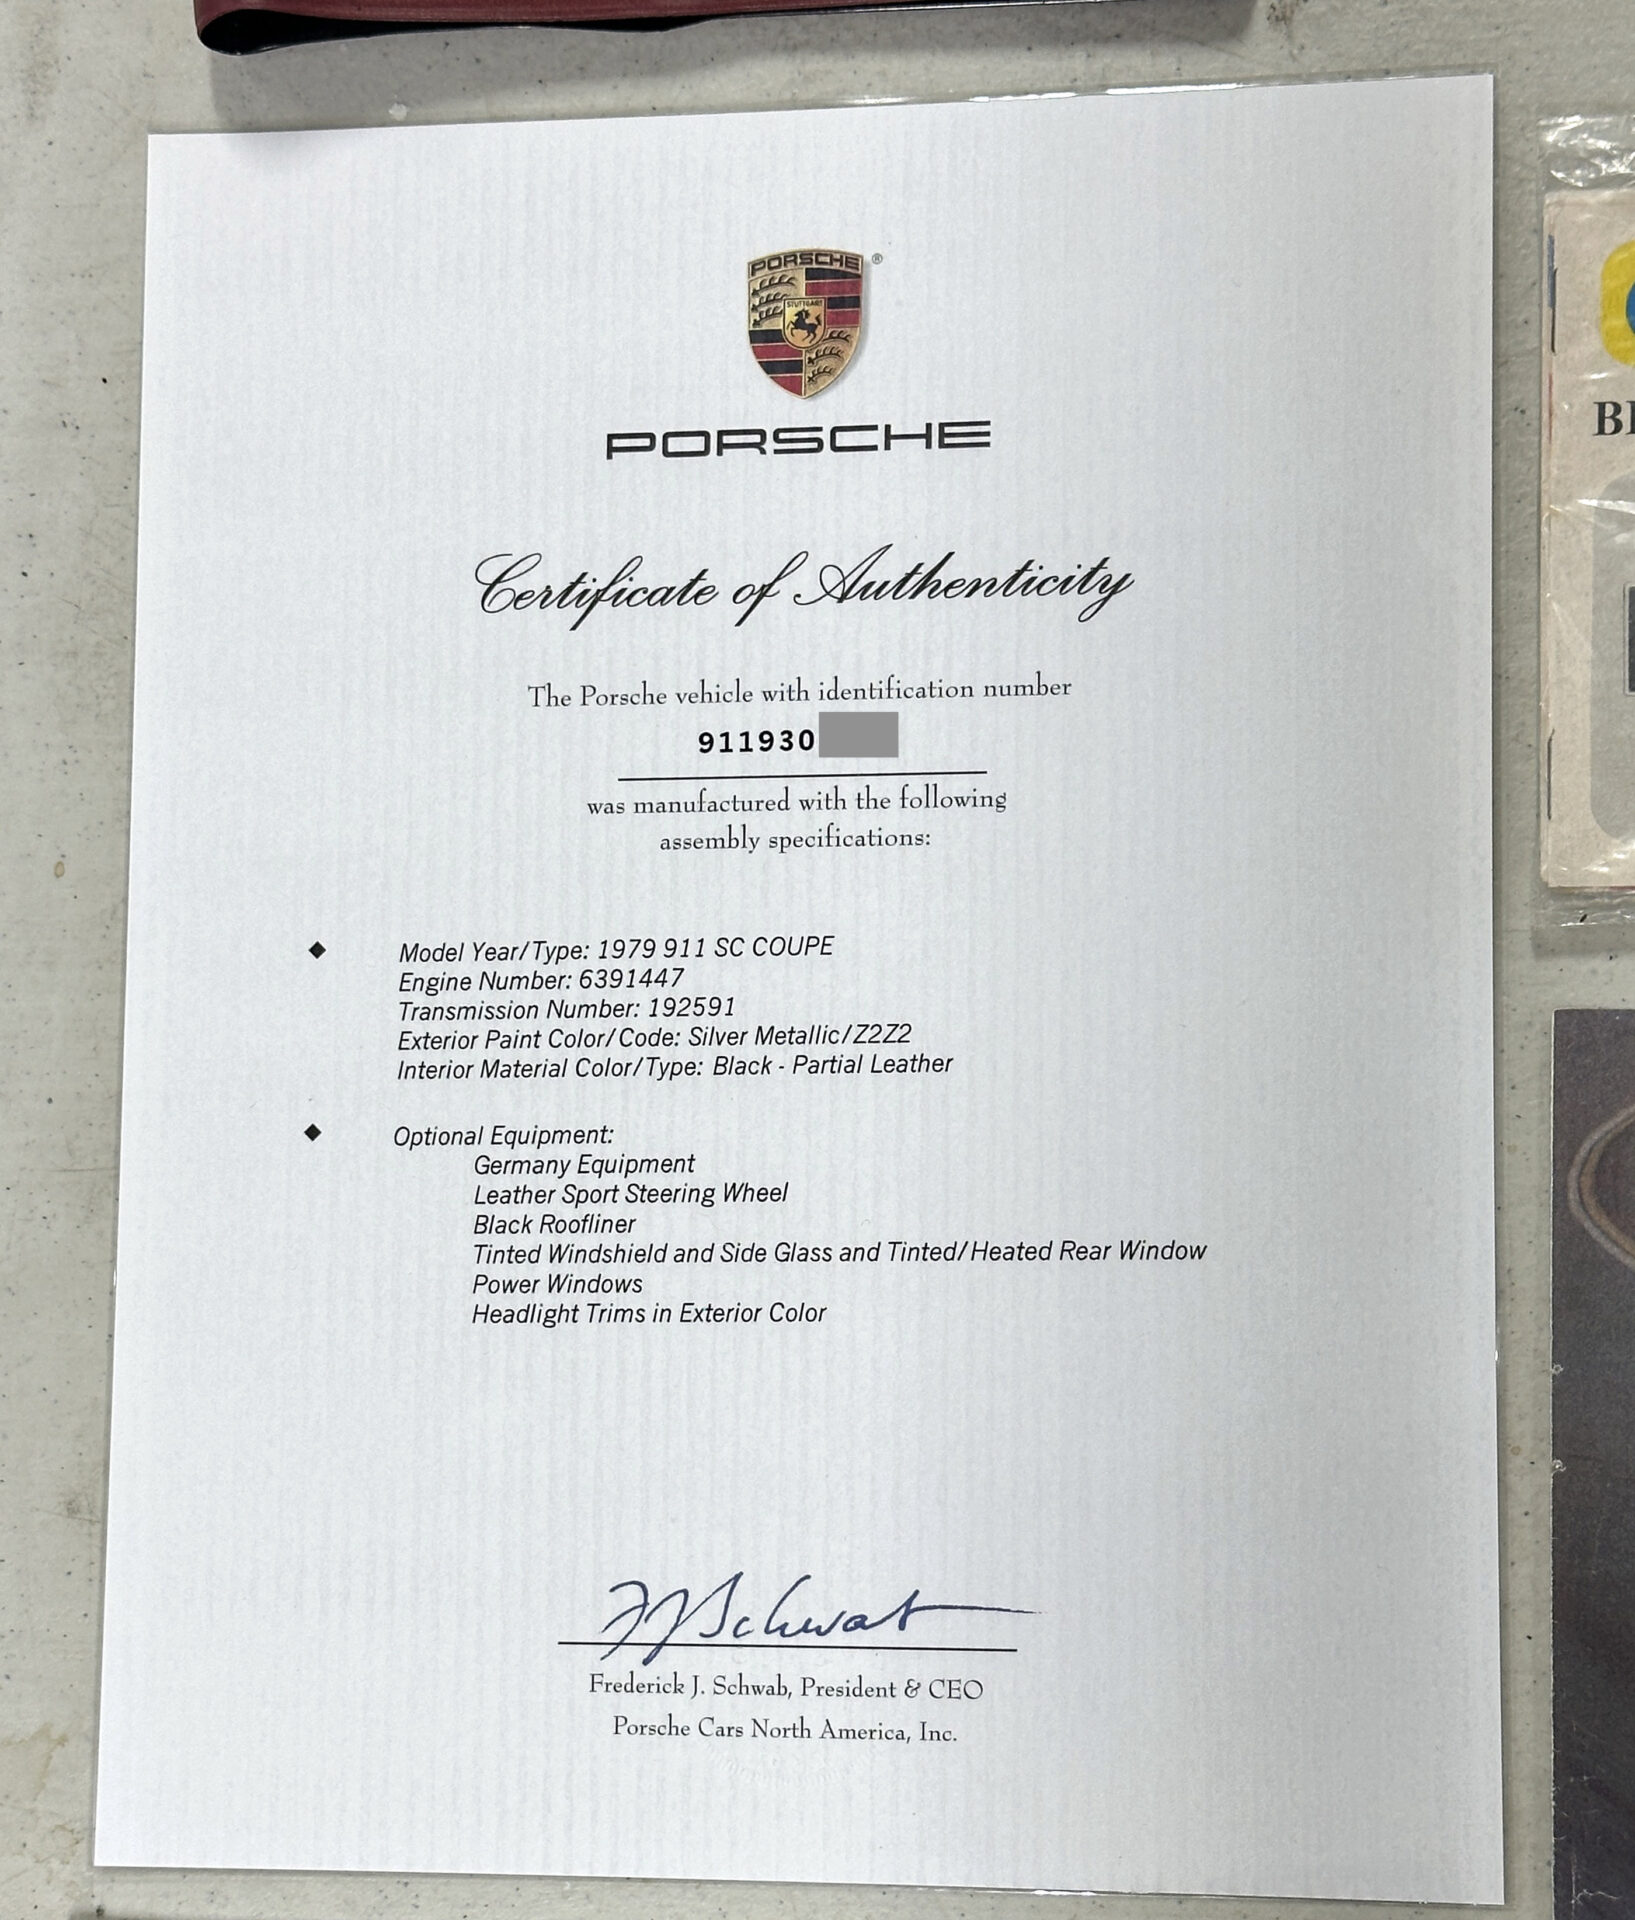 PORSCHE
®
STUTTGART
PORSCHE
Certificate of Authenticity
The Porsche vehicle with identification number
911930
was manufactured with the following
assembly specifications:
◆ Model Year/Type: 1979 911 SC COUPE
Engine Number: 6391447
Transmission Number: 192591
Exterior Paint Color/Code: Silver Metallic/Z2Z2
Interior Material Color/Type: Black - Partial Leather
◆ Optional Equipment:
Germany Equipment
Leather Sport Steering Wheel
Black Roofliner
Tinted Windshield and Side Glass and Tinted/Heated Rear Window
Power Windows
Headlight Trims in Exterior Color
FJSchwab
Frederick J. Schwab, President & CEO
Porsche Cars North America, Inc.